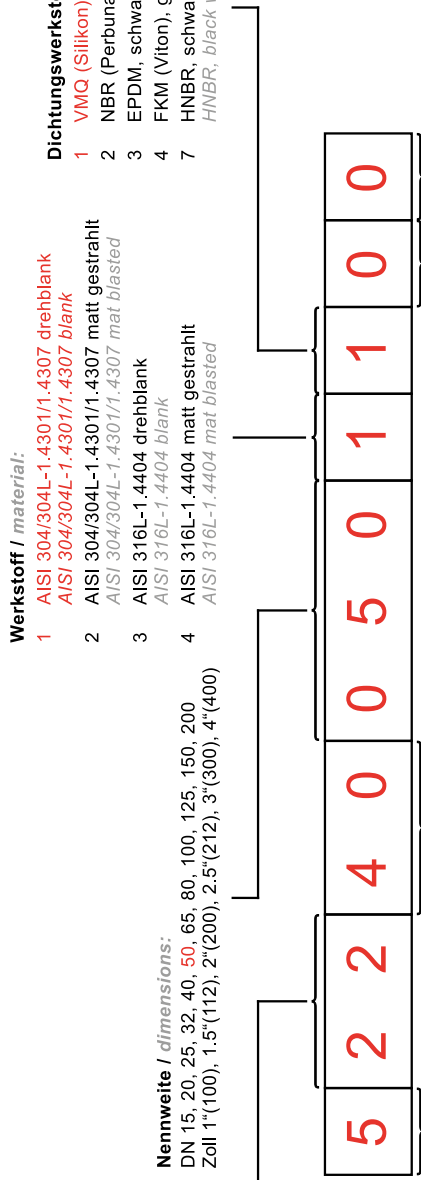 Nennweite / dimensions:
DN 15, 20, 25, 32, 40, 50, 65, 80, 100, 125, 150, 200
Zoll 1“(100), 1.5“(112), 2“(200), 2.5“(212), 3“(300), 4“(400)
Werkstoff / material:
1 AISI 304/304L-1.4301/1.4307 drehblank
AISI 304/304L-1.4301/1.4307 blank
2 AISI 304/304L-1.4301/1.4307 matt gestrahlt
AISI 304/304L-1.4301/1.4307 mat blasted
3 AISI 316L-1.4404 drehblank
AISI 316L-1.4404 blank
4 AISI 316L-1.4404 matt gestrahlt
AISI 316L-1.4404 mat blasted
1 VMQ (Silikon)
2 NBR
3 EPDM,
4 FKM (Viton),
7 HNBR,
HNBR, black
5 2 2 4 0 0 5 0 1 1 0 0